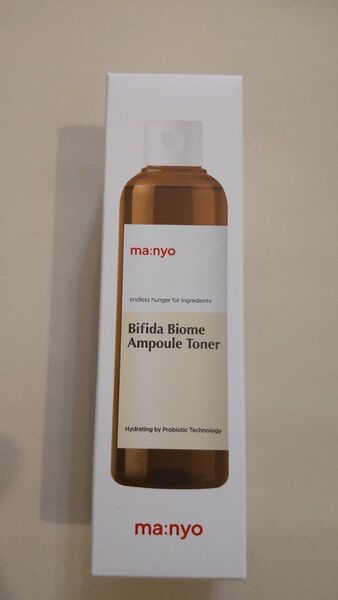 ma:nyo
endless hunger for ingredients
Bifida Biome
Ampoule Toner
Hydrating by Probiotic Technology
ma:nyo